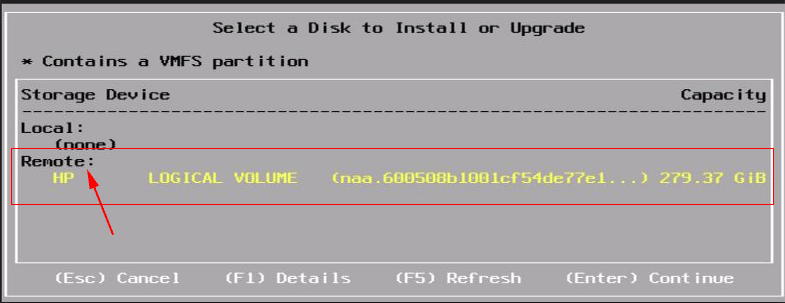 Select a Disk to Install or Upgrade
* Contains a VMFS partition
Storage Device Capacity
Local:
(none)
Remote:
HP LOGICAL VOLUME (naa.600508b1001cf54de77e1...) 279.37 GiB
(Esc) Cancel (F1) Details (F5) Refresh (Enter) Continue